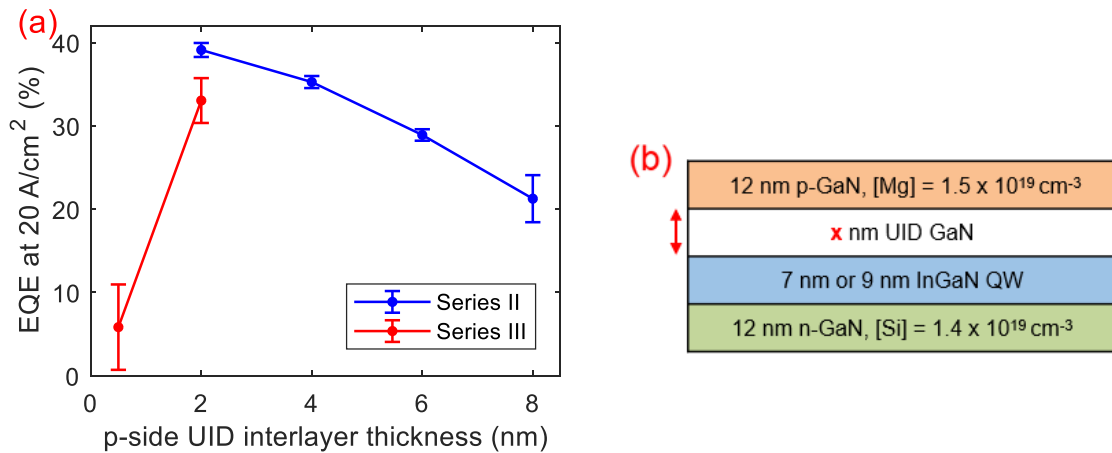 (a)
EQE at 20 A/cm² (%)
40
30
20
10
0
0 2 4 6 8
p-side UID interlayer thickness (nm)
Series II
Series III
(b)
12 nm p-GaN, [Mg] = 1.5 x 10¹⁹ cm⁻³
x nm UID GaN
7 nm or 9 nm InGaN QW
12 nm n-GaN, [Si] = 1.4 x 10¹⁹ cm⁻³